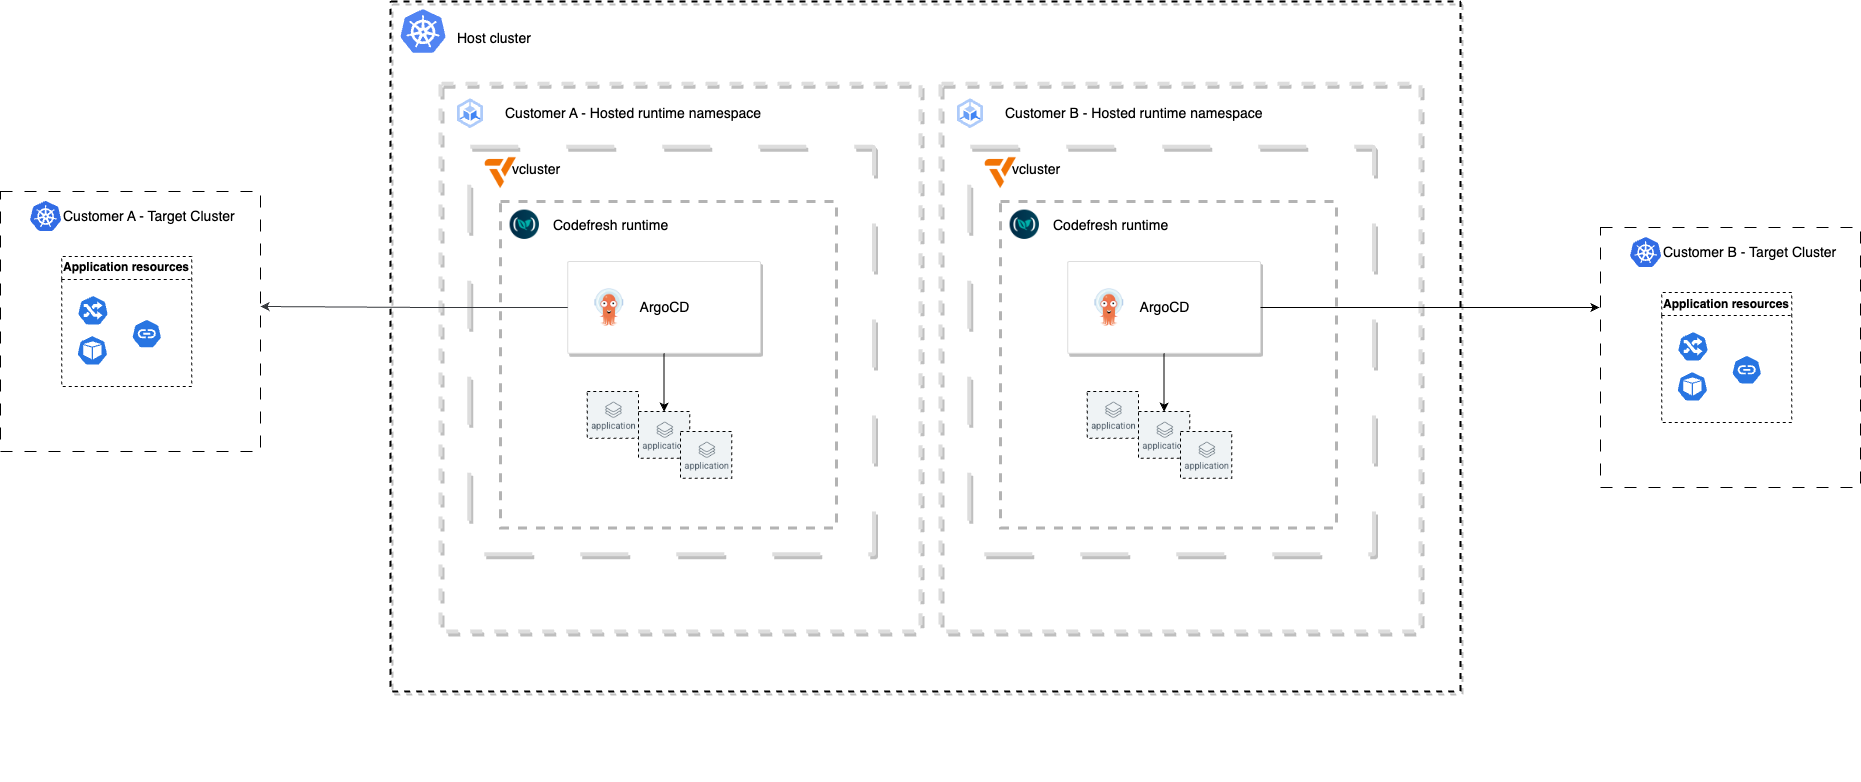 Host cluster
Customer A - Hosted runtime namespace
vcluster
Codefresh runtime
ArgoCD
application
application
Customer B - Hosted runtime namespace
vcluster
Codefresh runtime
ArgoCD
application
application
Customer A - Target Cluster
Application resources
Customer B - Target Cluster
Application resources